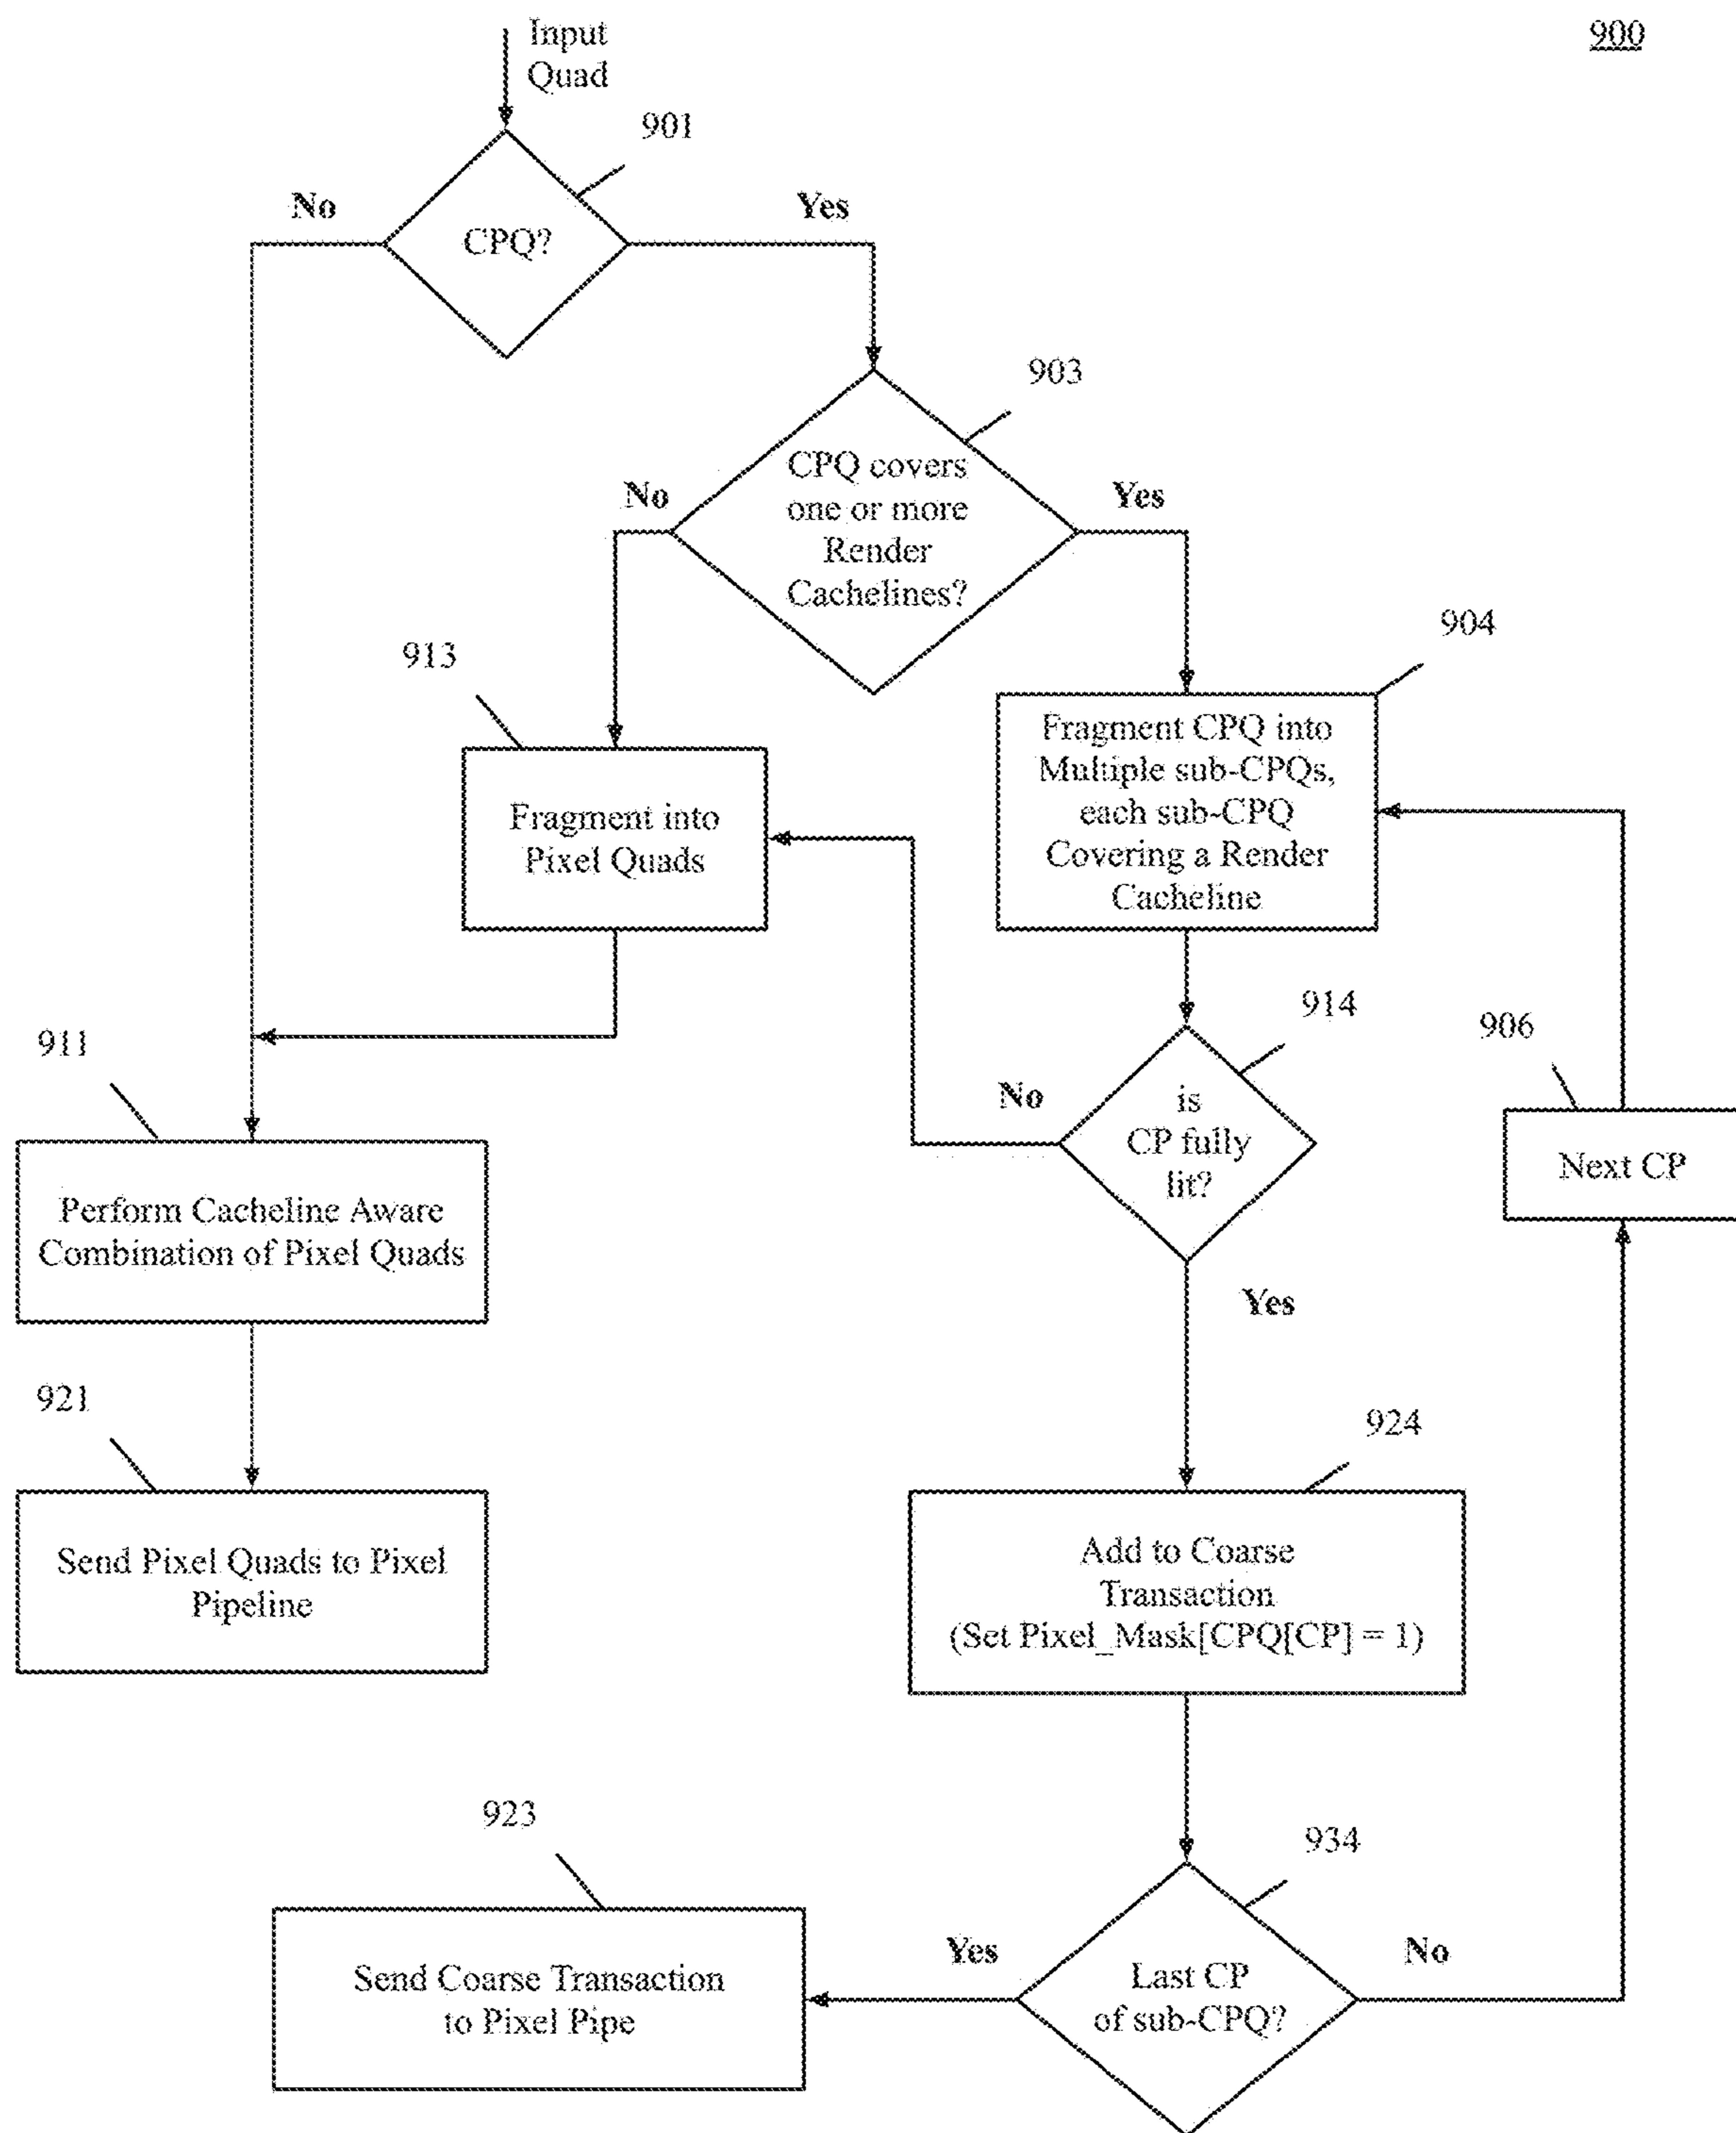 900
Input
Quad
901
No
Yes
CPQ?
903
CPQ covers
one or more
Render
Cachelines?
No
Yes
904
913
Fragment CPQ into
Multiple sub-CPQs,
each sub-CPQ
Covering a Render
Cacheline
Fragment into
Pixel Quads
914
906
911
is
CP fully
lit?
No
Yes
Next CP
Perform Cacheline Aware
Combination of Pixel Quads
921
924
Send Pixel Quads to Pixel
Pipeline
Add to Coarse
Transaction
(Set Pixel_Mask[CPQ[CP] = 1)
923
934
Yes
No
Send Coarse Transaction
to Pixel Pipe
Last CP
of sub-CPQ?